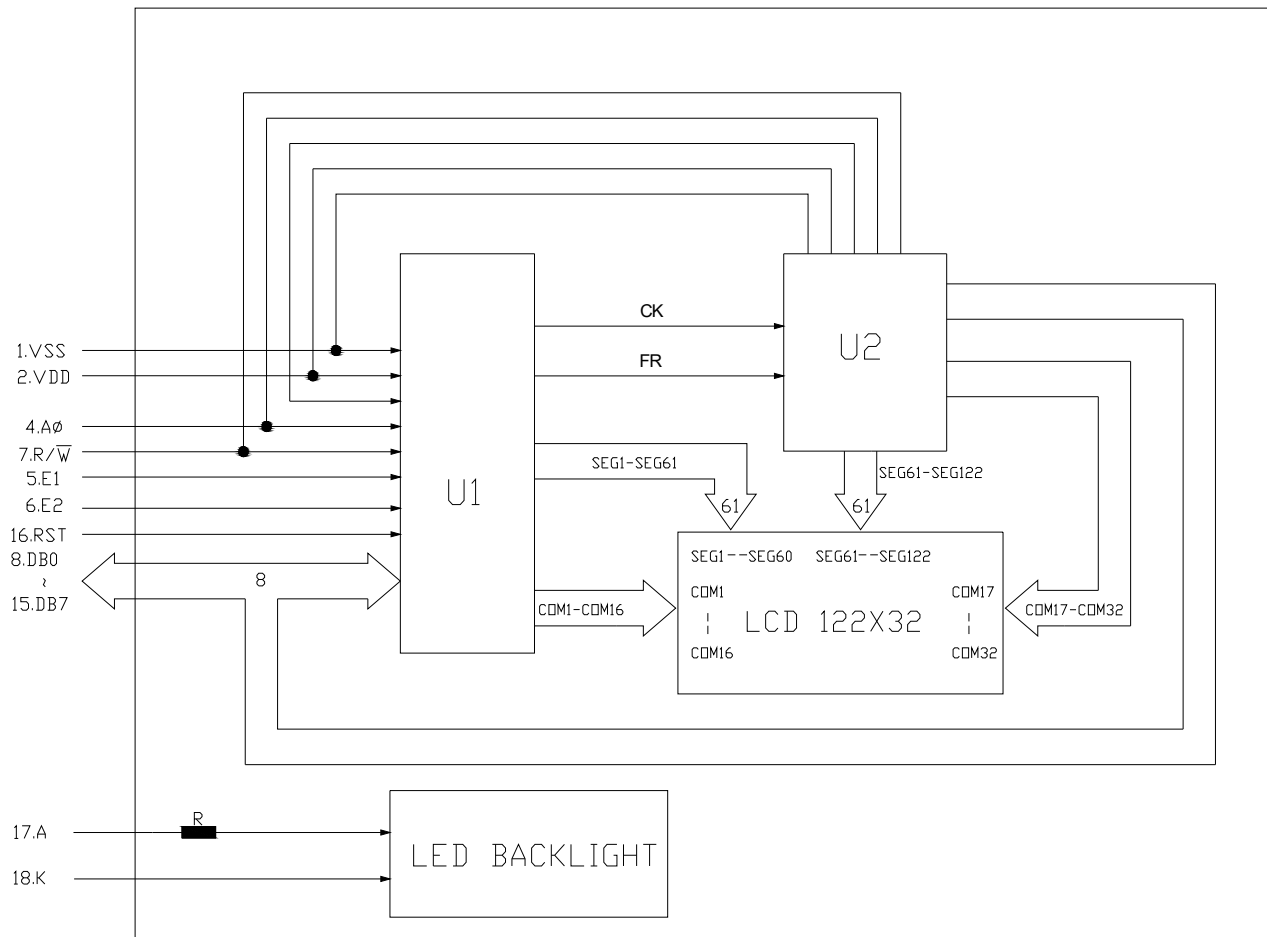 CK
U2
FR
1.VSS
2.VDD
4.AØ
7.R/W̅
5.E1
6.E2
16.RST
8.DB0
~
15.DB7
8
U1
SEG1-SEG61
SEG61-SEG122
61
61
SEG1--SEG60 SEG61--SEG122
COM1
COM16
LCD 122X32
COM17
COM32
COM1-COM16
COM17-COM32
R
17.A
18.K
LED BACKLIGHT